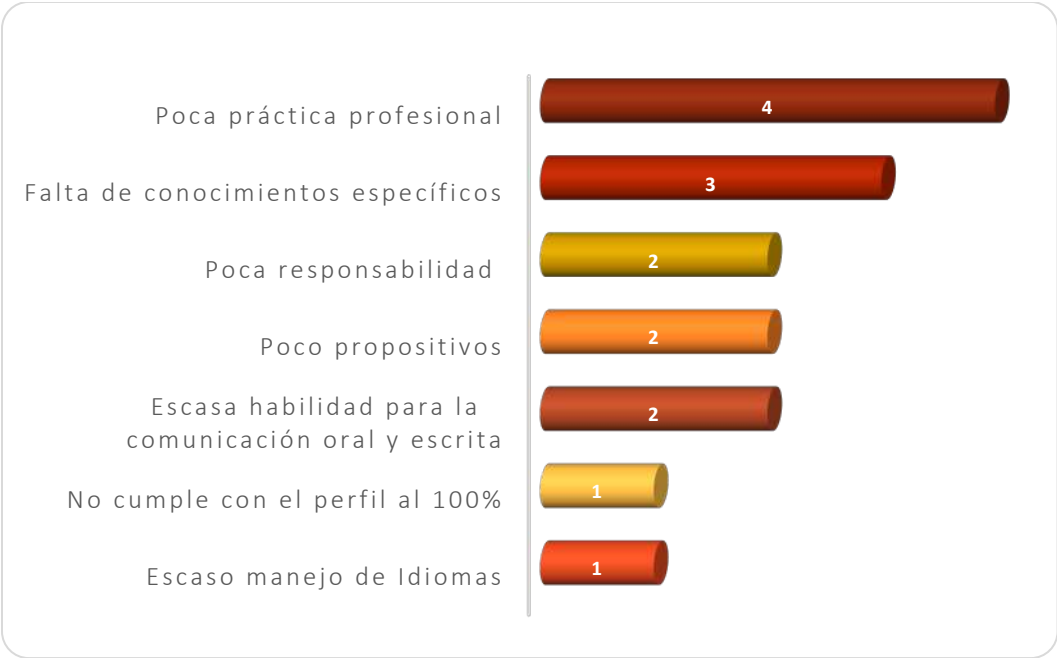 Poca práctica profesional
4
Falta de conocimientos específicos
3
Poca responsabilidad
2
Poco propositivos
2
Escasa habilidad para la
comunicación oral y escrita
2
No cumple con el perfil al 100%
1
Escaso manejo de Idiomas
1